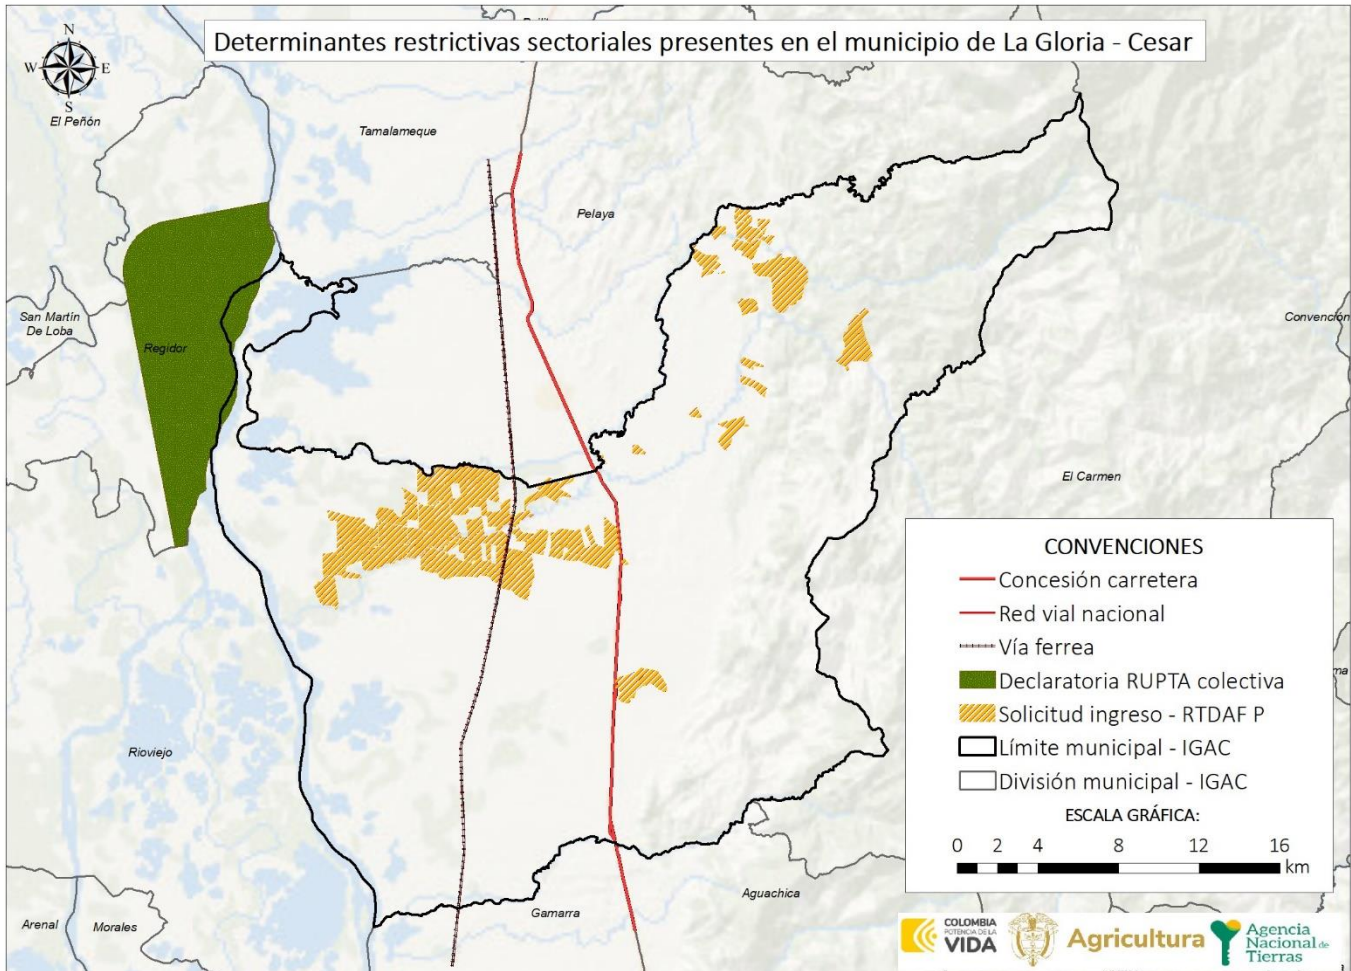 Determinantes restrictivas sectoriales presentes en el municipio de La Gloria - Cesar
N
W
E
S
El Peñón
Tamalameque
Pelaya
San Martín
De Loba
Regidor
Convención
El Carmen
Rioviejo
Arenal
Morales
Gamarra
Aguachica
CONVENCIONES
Concesión carretera
Red vial nacional
Vía ferrea
Declaratoria RUPTA colectiva
Solicitud ingreso - RTDAF P
Límite municipal - IGAC
División municipal - IGAC
ESCALA GRÁFICA:
0 2 4 8 12 16
km
COLOMBIA
POTENCIA DE LA
VIDA
Agricultura
Agencia
Nacional de
Tierras